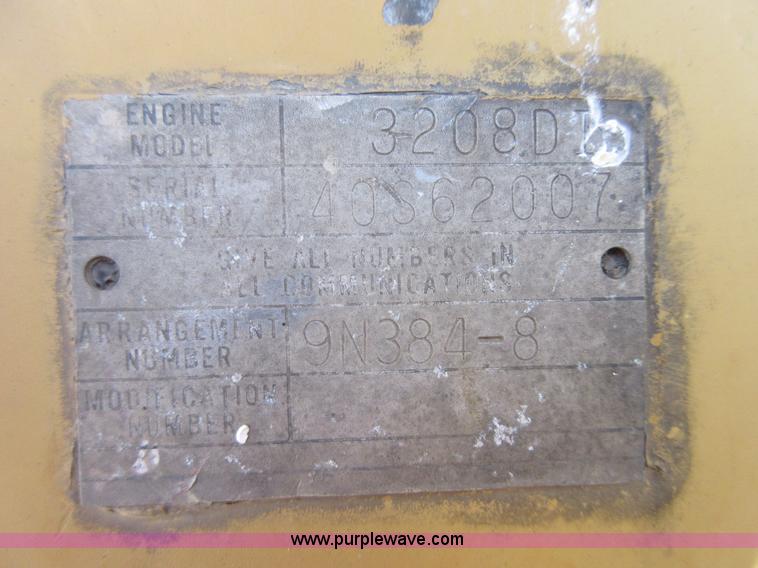 ENGINE MODEL 3208DI
SERIAL NUMBER 40S62007
GIVE ALL NUMBERS IN
ALL COMMUNICATIONS
ARRANGEMENT NUMBER 9N384-8
MODIFICATION NUMBER
www.purplewave.com